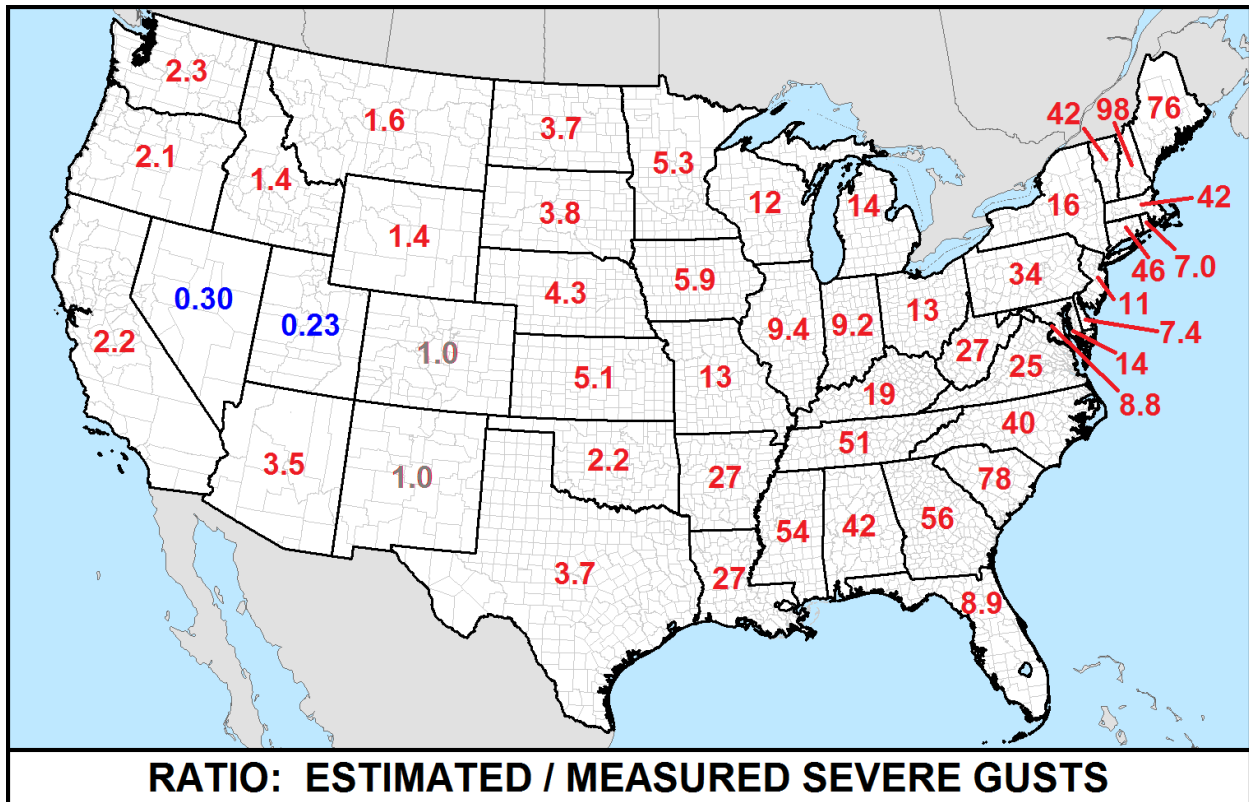 42 98 76
2.3
1.6 3.7
5.3
2.1
1.4 3.8 12 14 16 42
1.4
5.9 34 46 7.0
0.30 0.23 4.3 11
2.2 1.0 9.4 9.2 13 7.4
5.1 13 27 25 14
19 8.8
3.5 1.0 2.2 27 51 40
78
54 42 56
3.7 27
8.9
RATIO: ESTIMATED / MEASURED SEVERE GUSTS